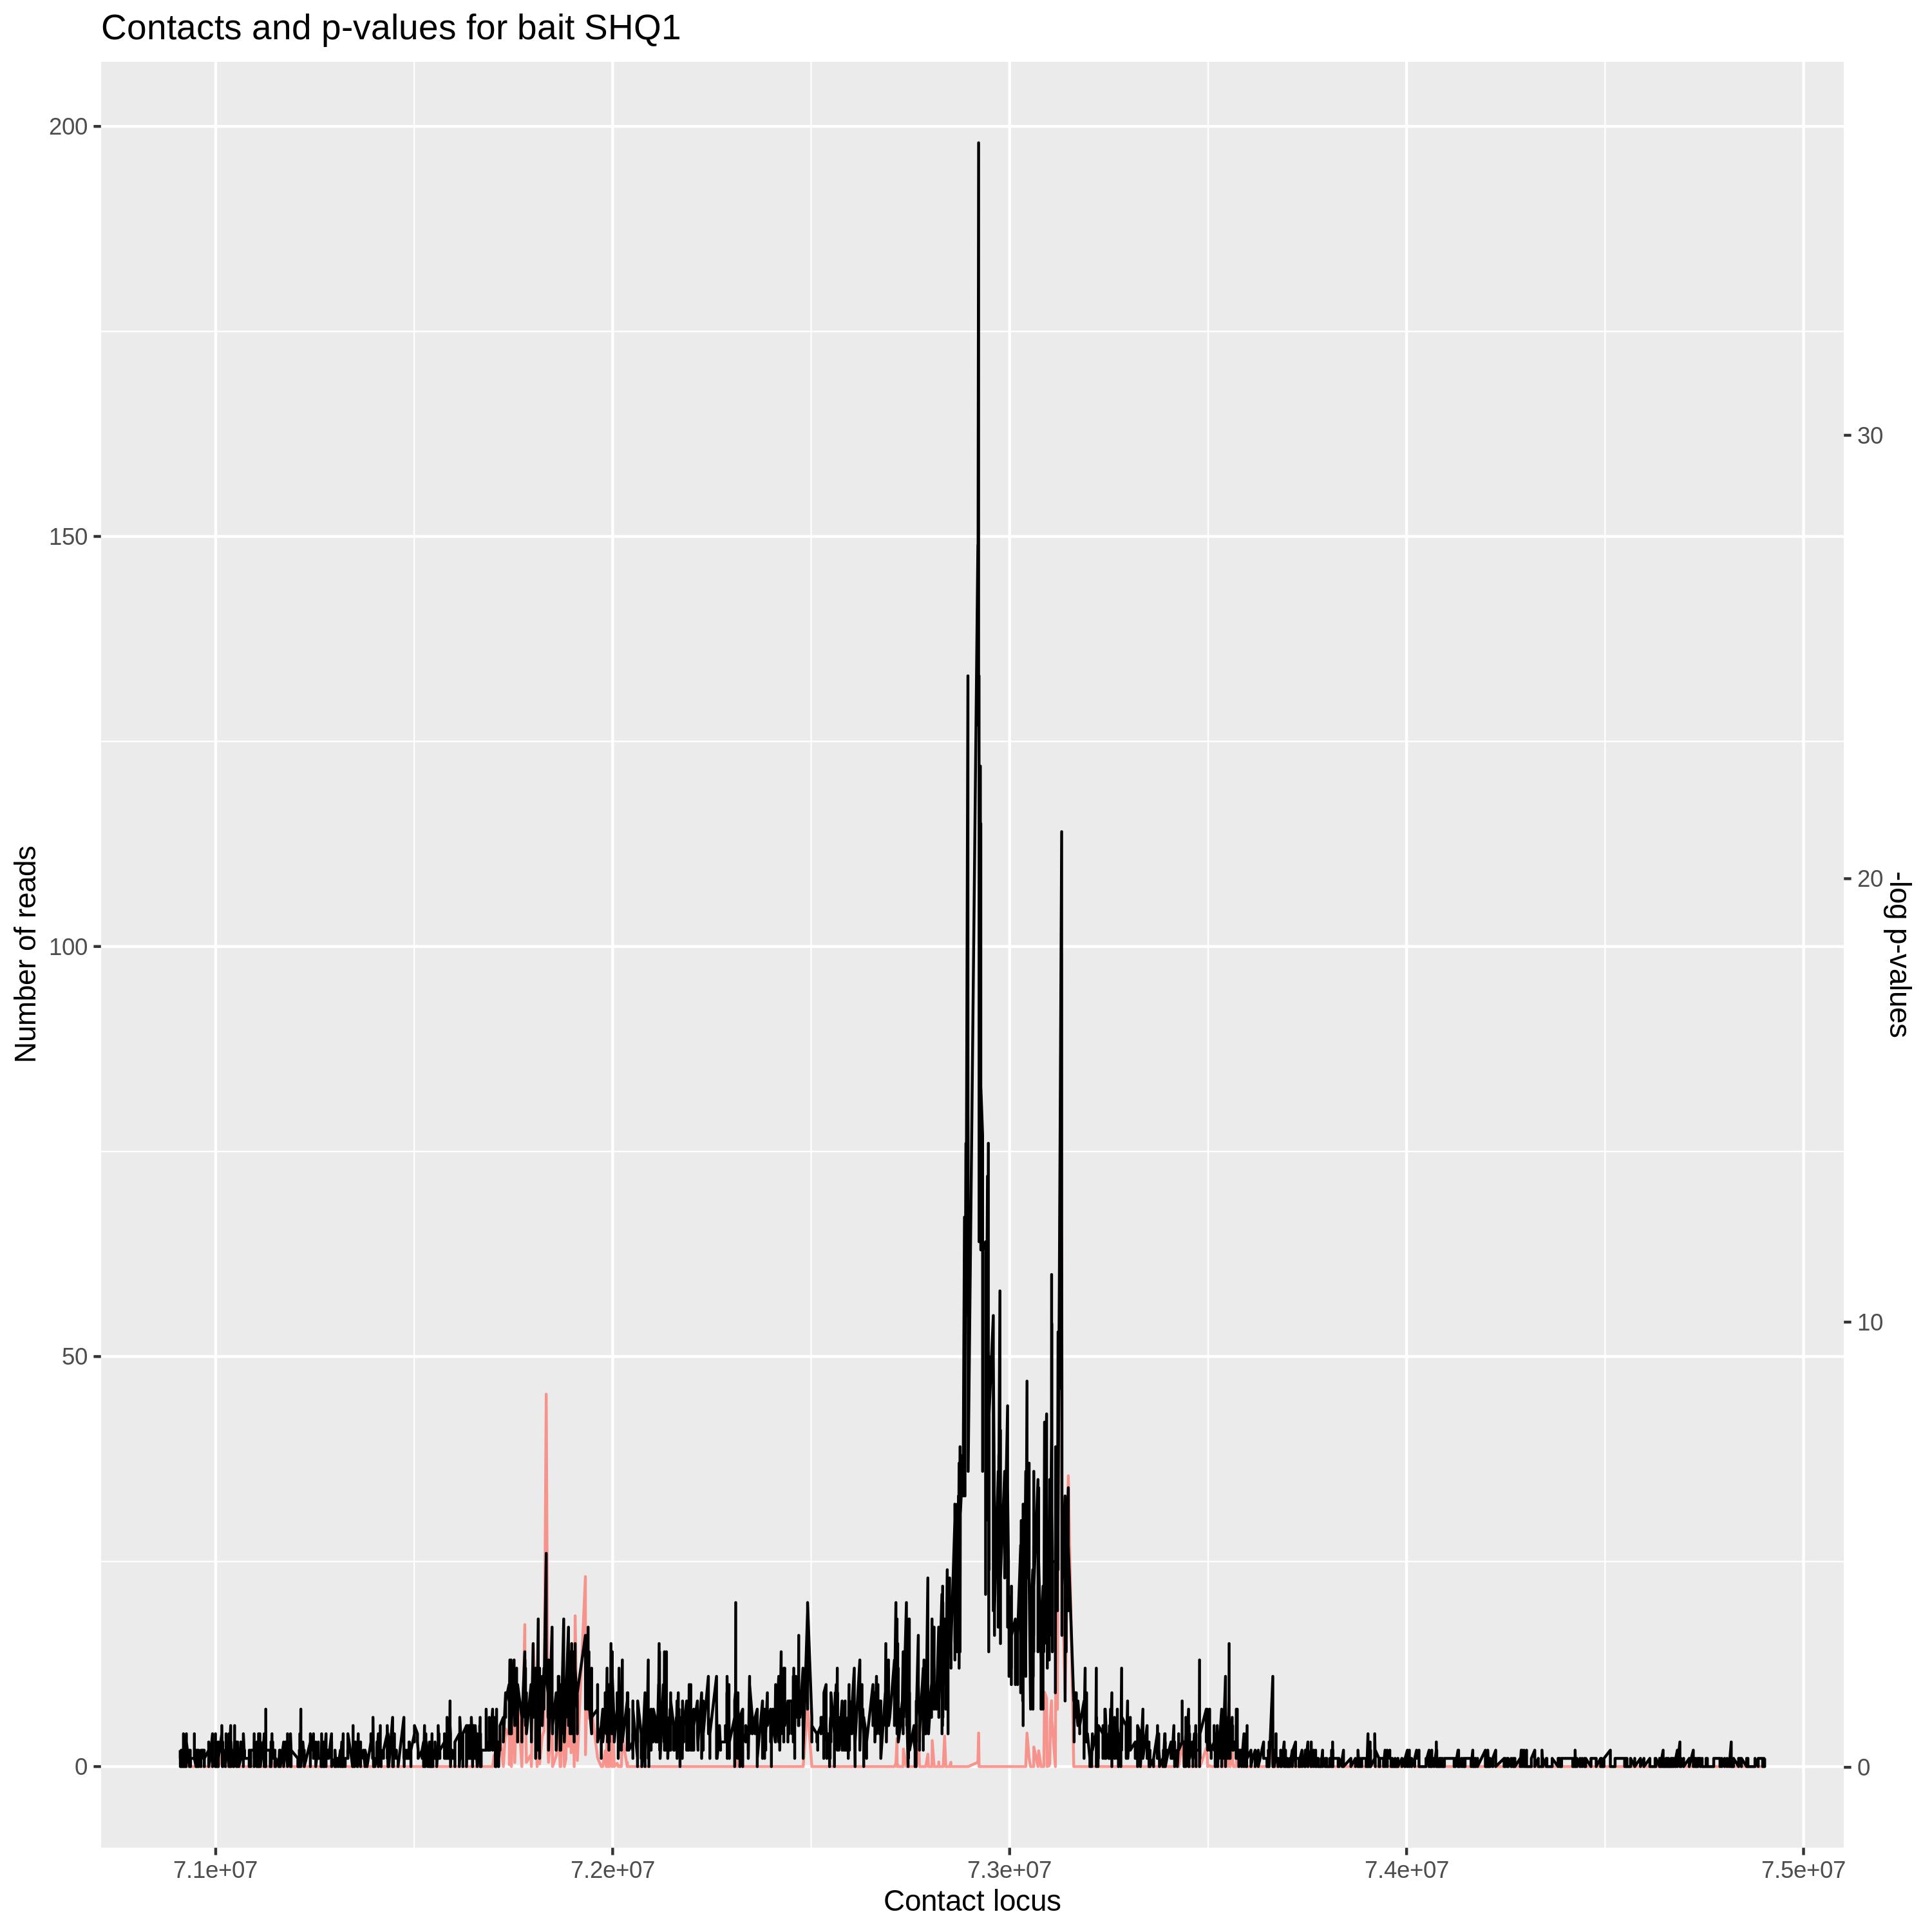 Contacts and p-values for bait SHQ1
200
150
100
50
0
Number of reads
30
20
10
0
-log p-values
7.1e+07 7.2e+07 7.3e+07 7.4e+07 7.5e+07
Contact locus